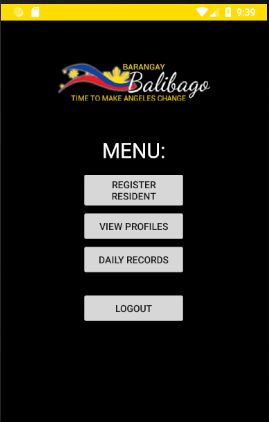 9:39
BARANGAY
Balibago
TIME TO MAKE ANGELES CHANGE
MENU:
REGISTER
RESIDENT
VIEW PROFILES
DAILY RECORDS
LOGOUT